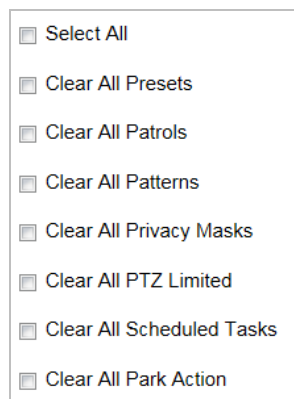 Select All
Clear All Presets
Clear All Patrols
Clear All Patterns
Clear All Privacy Masks
Clear All PTZ Limited
Clear All Scheduled Tasks
Clear All Park Action